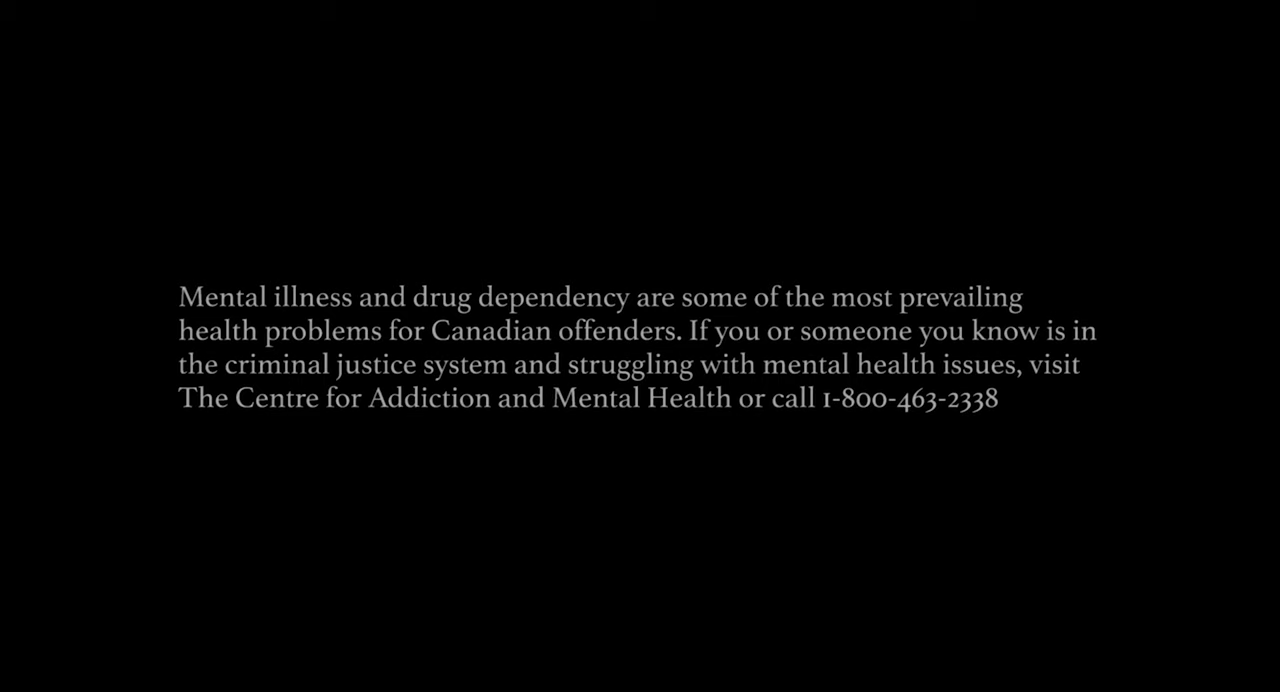 Mental illness and drug dependency are some of the most prevailing
health problems for Canadian offenders. If you or someone you know is in
the criminal justice system and struggling with mental health issues, visit
The Centre for Addiction and Mental Health or call 1-800-463-2338